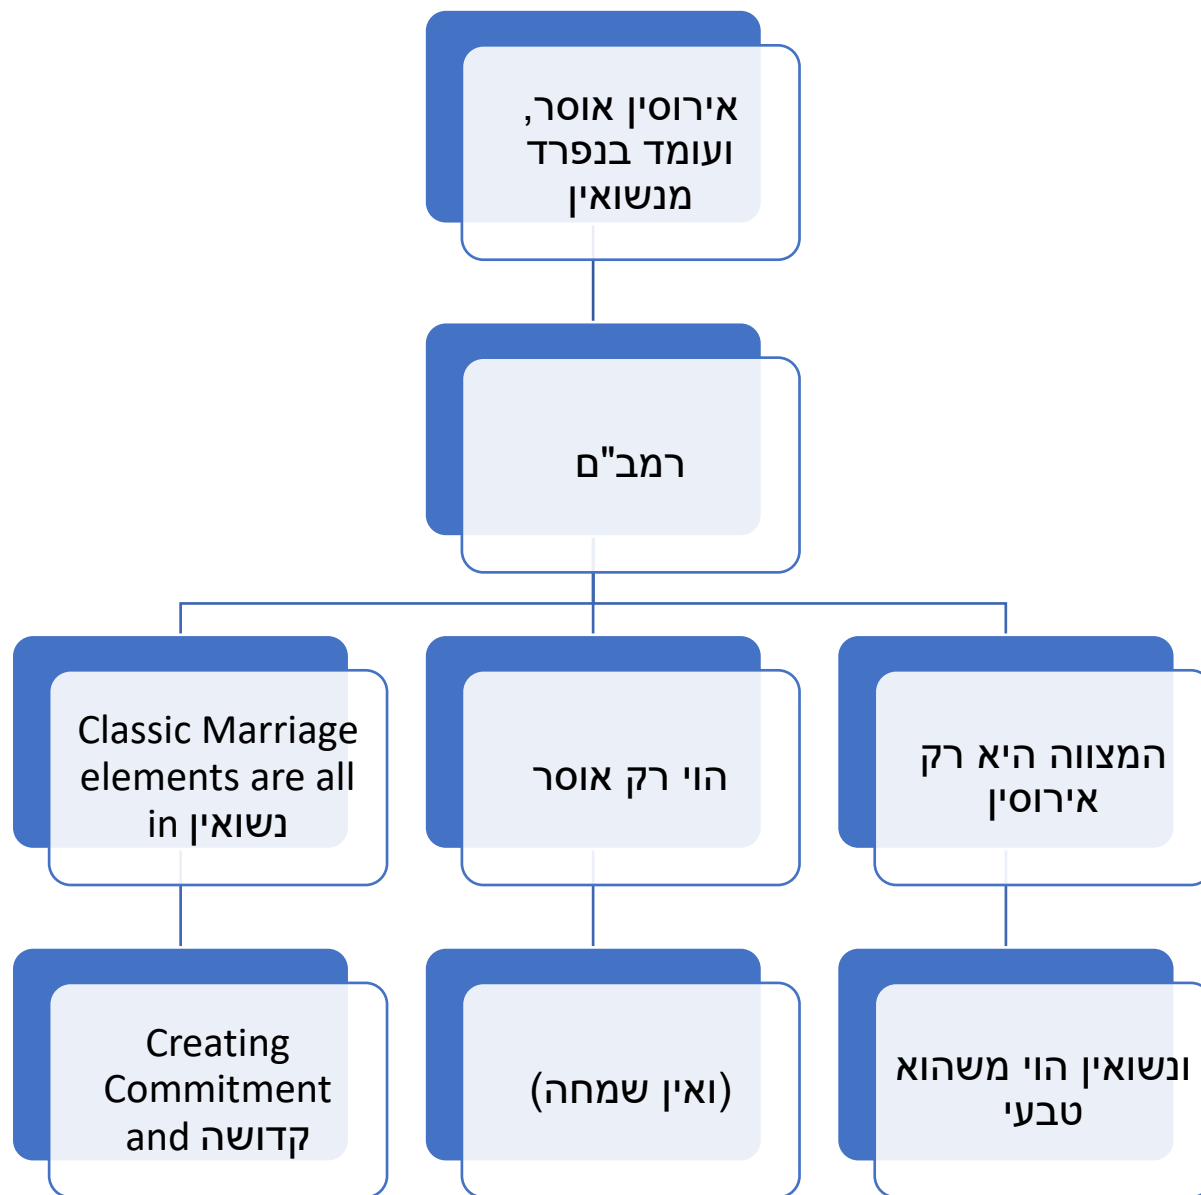 אירוסין אוסר,
ועומד בנפרד
מנשואין
רמב"ם
המצווה היא רק
אירוסין
הוי רק אוסר
Classic Marriage
elements are all
in נשואין
ונשואין הוי משהוא
טבעי
(ואין שמחה)
Creating
Commitment
and קדושה